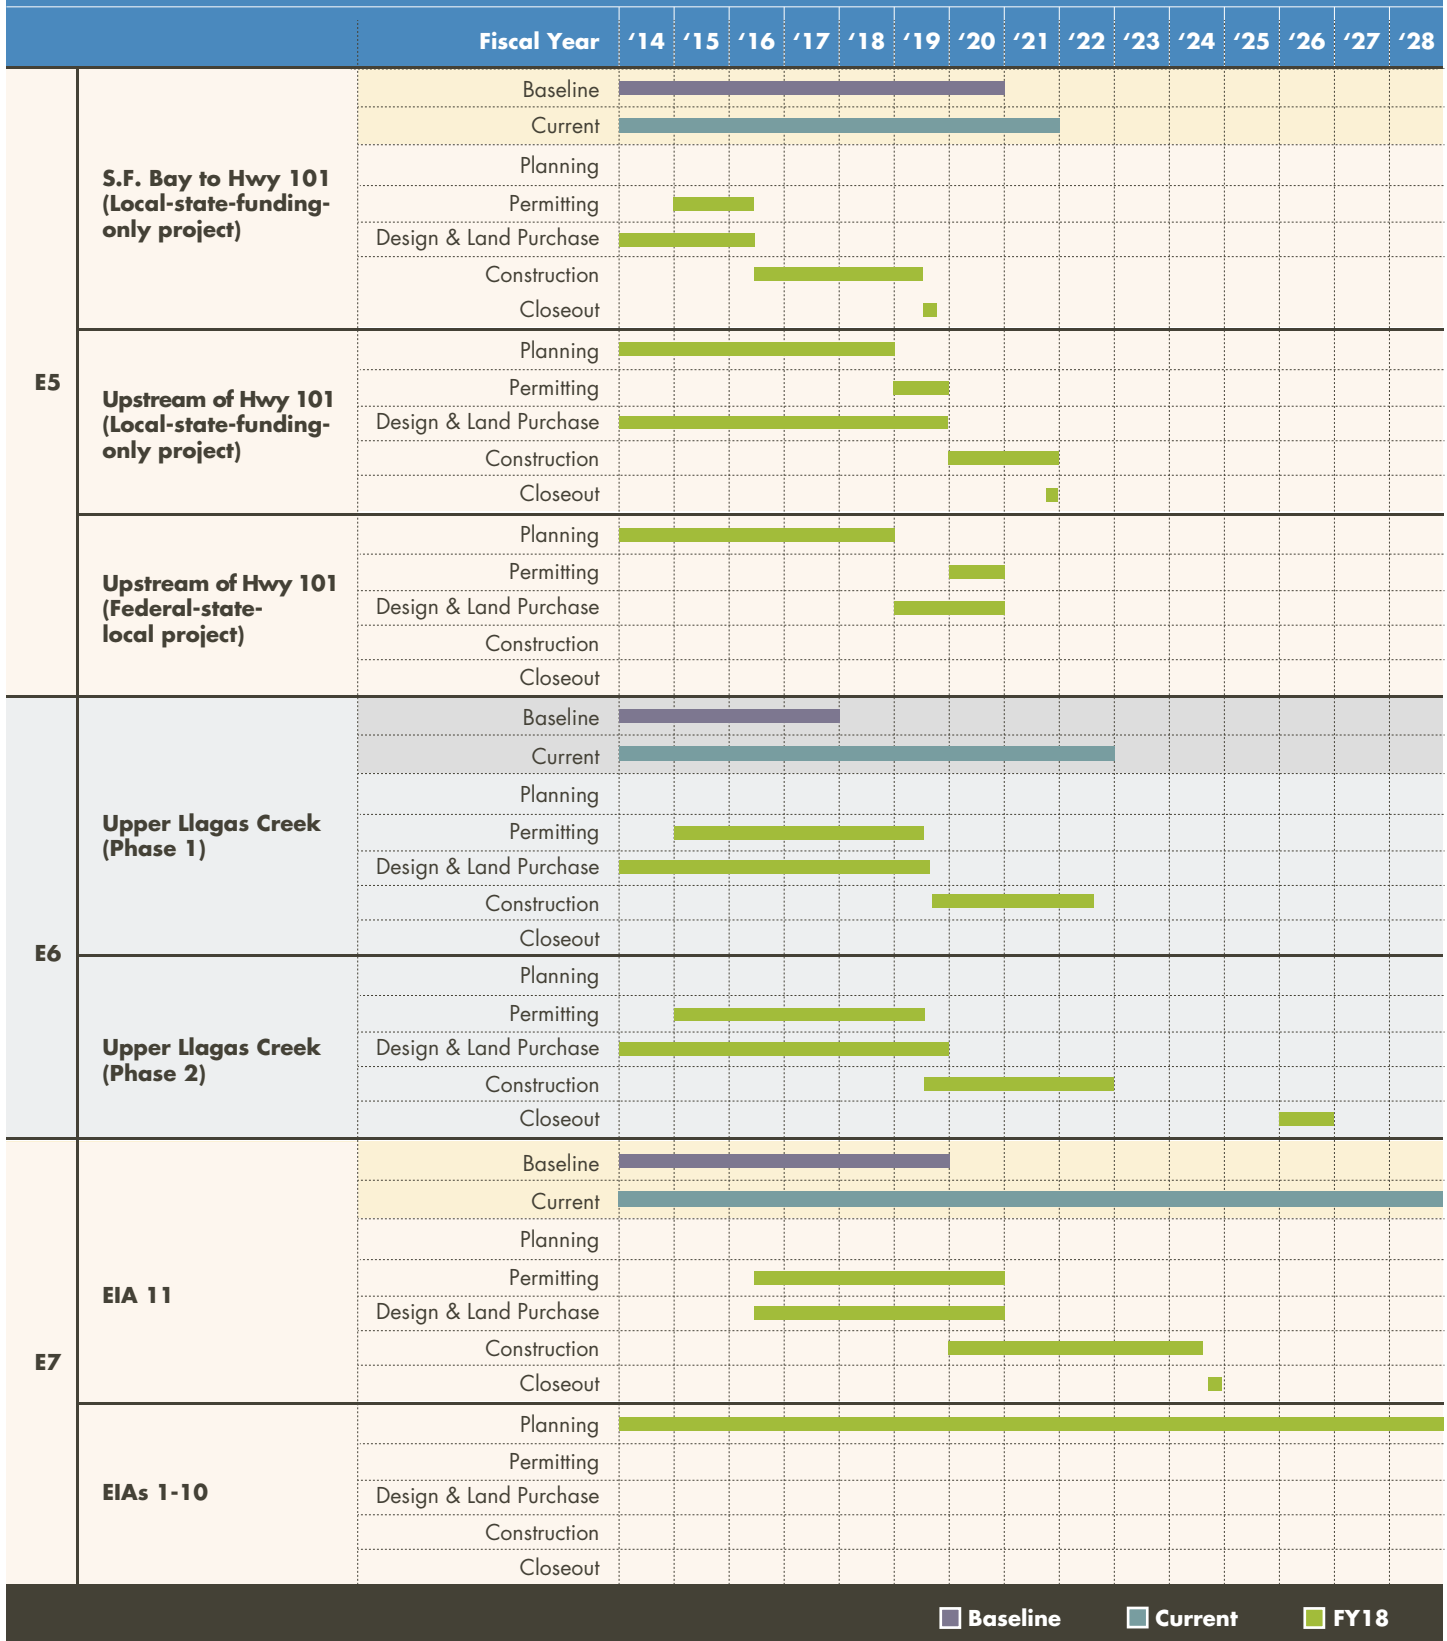 Fiscal Year ‘14 ‘15 ‘16 ‘17 ‘18 ‘19 ‘20 ‘21 ‘22 ‘23 ‘24 ‘25 ‘26 ‘27 ‘28
E5
S.F. Bay to Hwy 101
(Local-state-funding-
only project)
Baseline
Current
Planning
Permitting
Design & Land Purchase
Construction
Closeout
Upstream of Hwy 101
(Local-state-funding-
only project)
Planning
Permitting
Design & Land Purchase
Construction
Closeout
Upstream of Hwy 101
(Federal-state-
local project)
Planning
Permitting
Design & Land Purchase
Construction
Closeout
E6
Upper Llagas Creek
(Phase 1)
Baseline
Current
Planning
Permitting
Design & Land Purchase
Construction
Closeout
Upper Llagas Creek
(Phase 2)
Planning
Permitting
Design & Land Purchase
Construction
Closeout
E7
EIA 11
Baseline
Current
Planning
Permitting
Design & Land Purchase
Construction
Closeout
EIAs 1-10
Planning
Permitting
Design & Land Purchase
Construction
Closeout
Baseline Current FY18